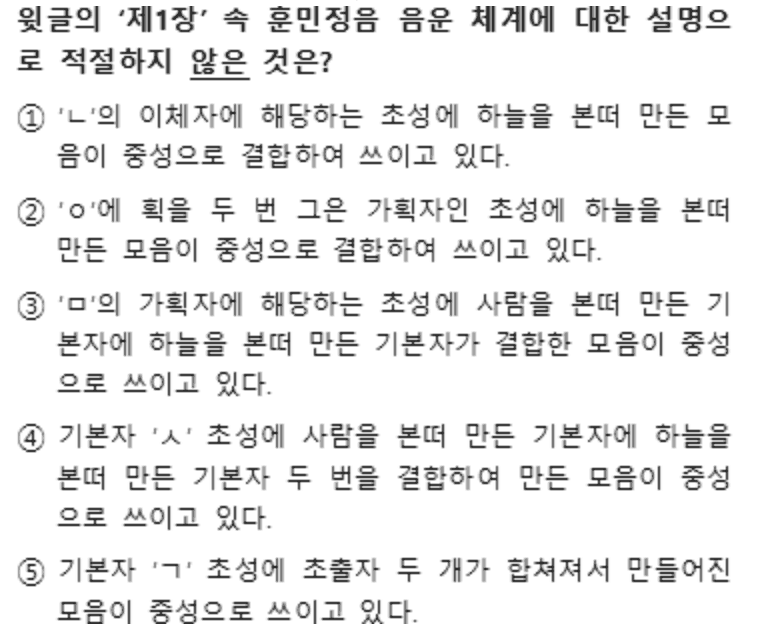 윗글의 ‘제1장’ 속 훈민정음 음운 체계에 대한 설명으
로 적절하지 않은 것은?
① ‘ㄴ’의 이체자에 해당하는 초성에 하늘을 본떠 만든 모
음이 중성으로 결합하여 쓰이고 있다.
② ‘ㅇ’에 획을 두 번 그은 가획자인 초성에 하늘을 본떠
만든 모음이 중성으로 결합하여 쓰이고 있다.
③ ‘ㅁ’의 가획자에 해당하는 초성에 사람을 본떠 만든 기
본자에 하늘을 본떠 만든 기본자가 결합한 모음이 중성
으로 쓰이고 있다.
④ 기본자 ‘ㅅ’ 초성에 사람을 본떠 만든 기본자에 하늘을
본떠 만든 기본자 두 번을 결합하여 만든 모음이 중성
으로 쓰이고 있다.
⑤ 기본자 ‘ㄱ’ 초성에 초출자 두 개가 합쳐져서 만들어진
모음이 중성으로 쓰이고 있다.